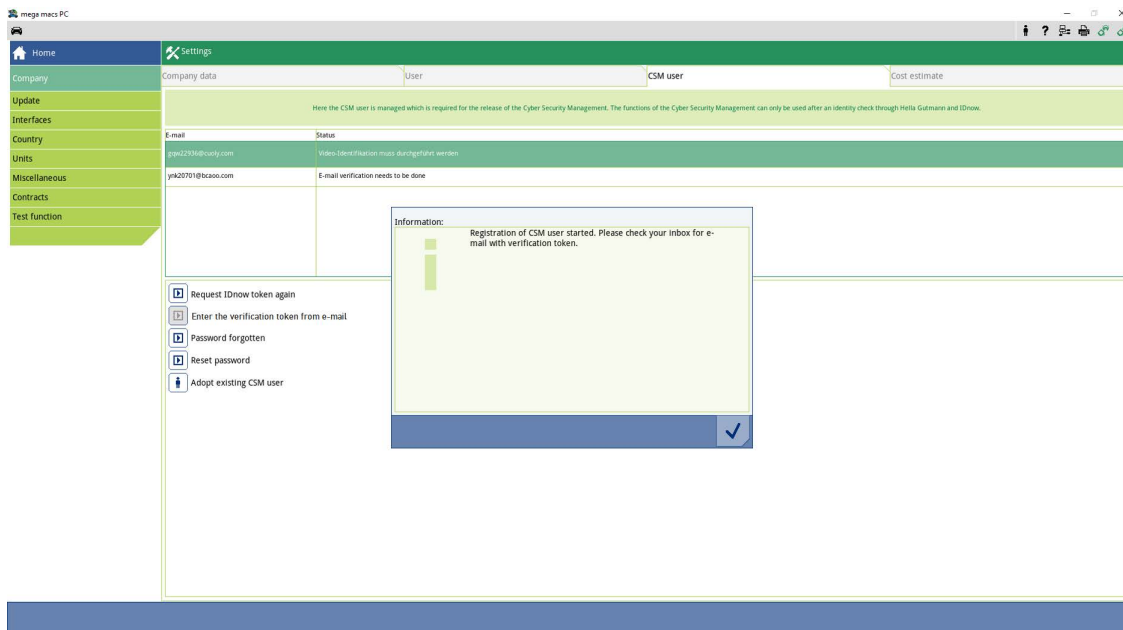 mega macs PC
Home
Settings
Company
Company data
User
CSM user
Cost estimate
Update
Interfaces
Country
Units
Miscellaneous
Contracts
Test function
Here the CSM user is managed which is required for the release of the Cyber Security Management. The functions of the Cyber Security Management can only be used after an identity check through Hella Gutmann and IDnow.
E-mail
Status
gqw22936@cuoly.com
Video-Identifikation muss durchgeführt werden
ynk20701@bcaoo.com
E-mail verification needs to be done
Information:
Registration of CSM user started. Please check your inbox for e-
mail with verification token.
Request IDnow token again
Enter the verification token from e-mail
Password forgotten
Reset password
Adopt existing CSM user